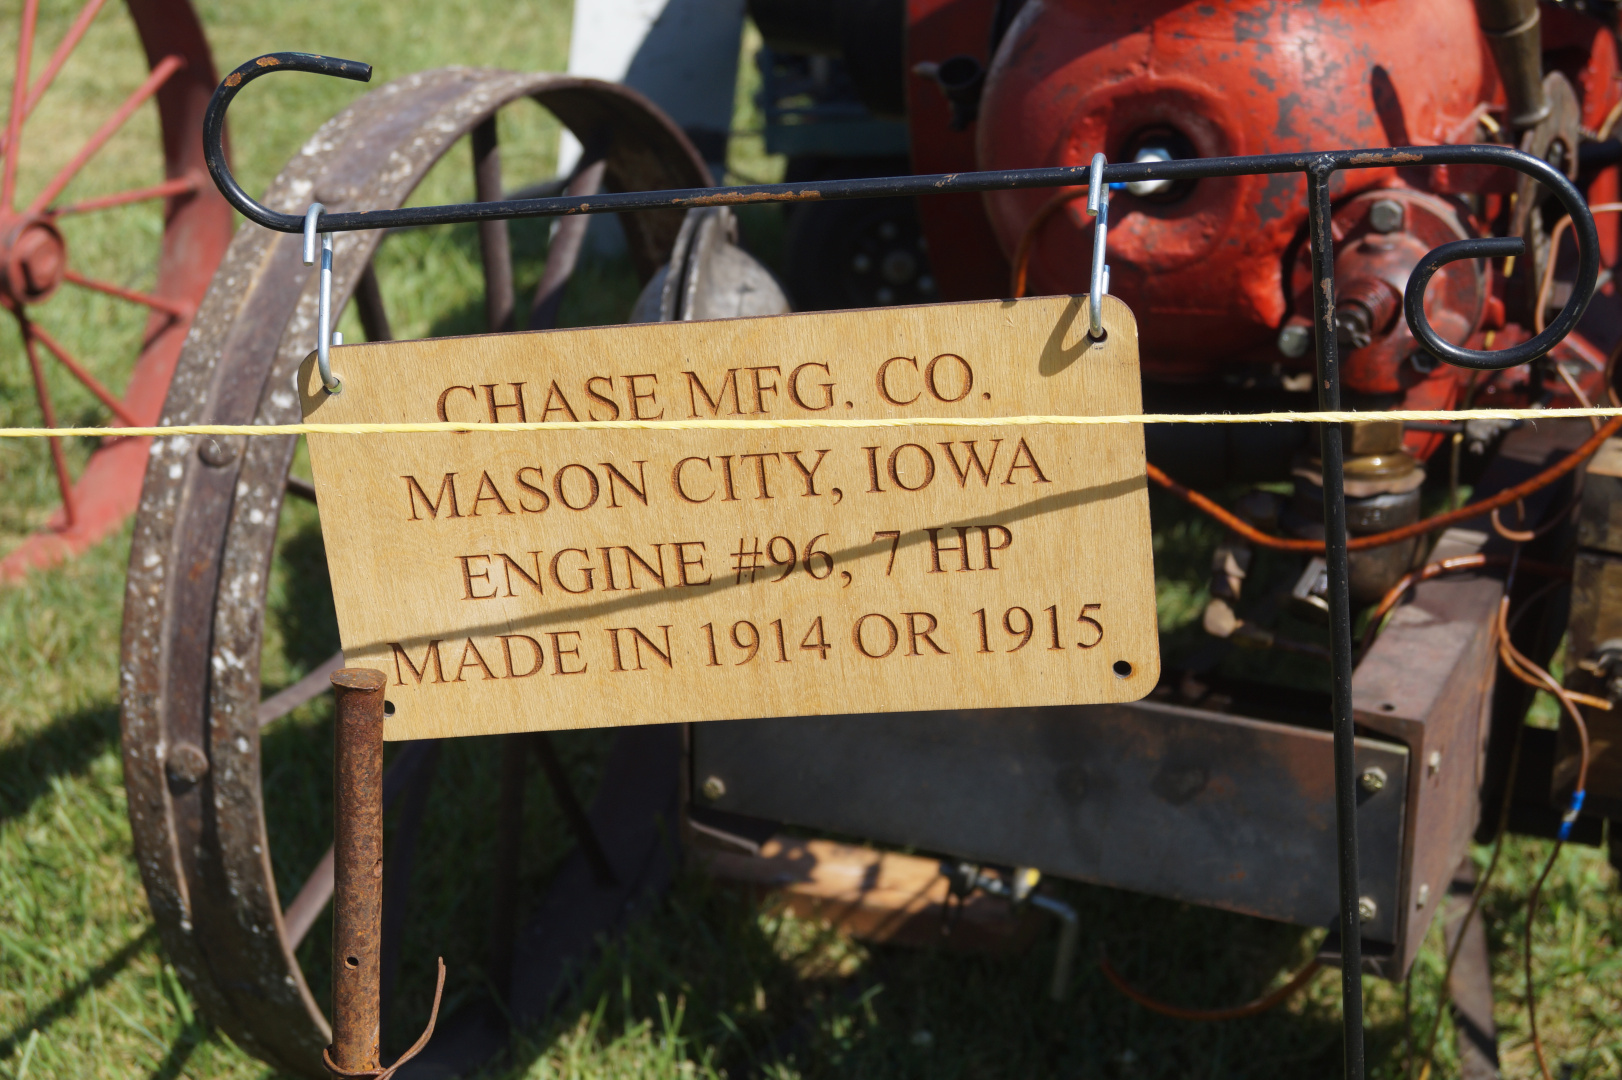 CHASE MFG. CO.
MASON CITY, IOWA
ENGINE #96, 7 HP
MADE IN 1914 OR 1915